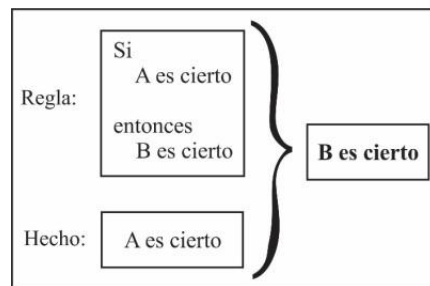 Regla:
Si
A es cierto
entonces
B es cierto
B es cierto
Hecho:
A es cierto